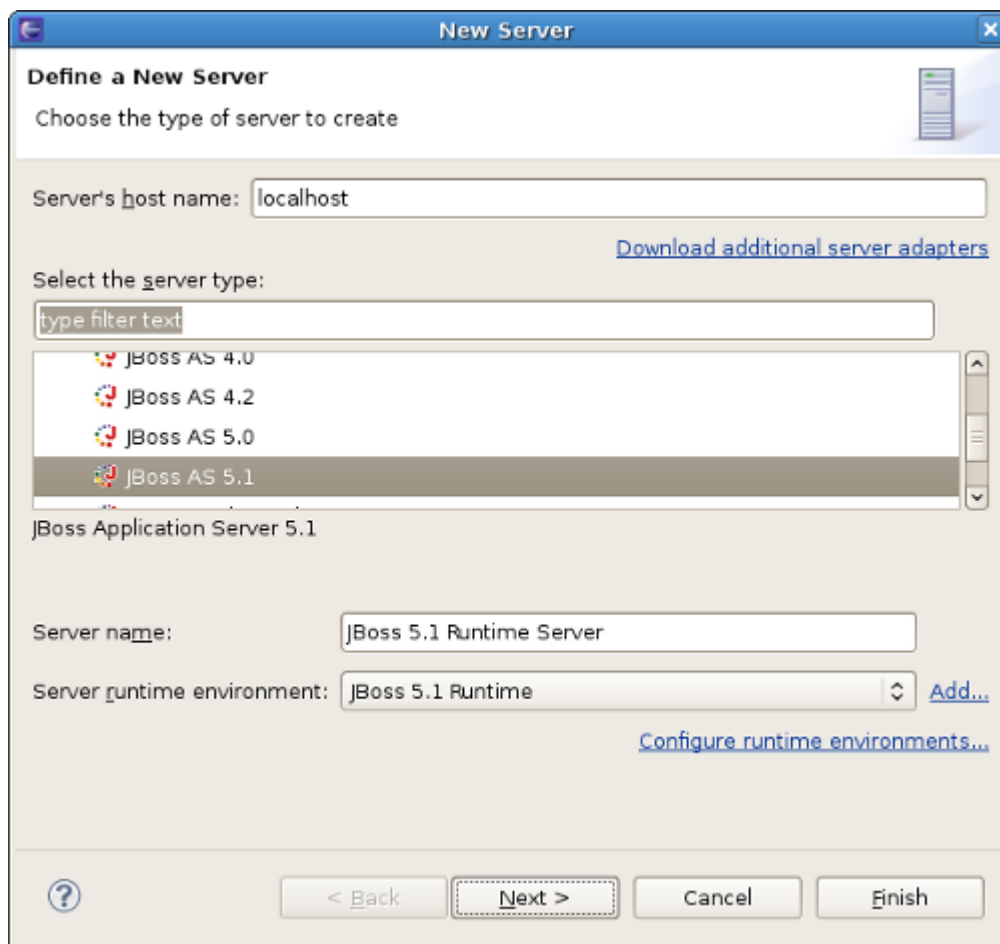 New Server
Define a New Server
Choose the type of server to create
Server's host name: localhost
Download additional server adapters
Select the server type:
type filter text
JBoss AS 4.0
JBoss AS 4.2
JBoss AS 5.0
JBoss AS 5.1
JBoss Application Server 5.1
Server name: JBoss 5.1 Runtime Server
Server runtime environment: JBoss 5.1 Runtime Add...
Configure runtime environments...
? < Back Next > Cancel Finish